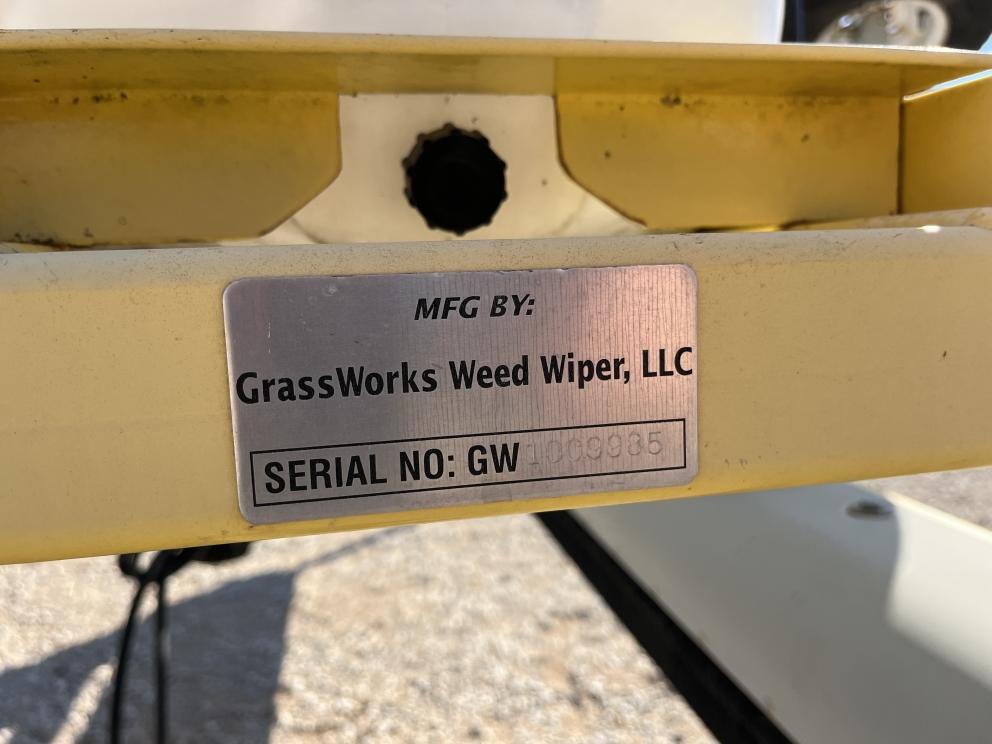 MFG BY:
GrassWorks Weed Wiper, LLC
SERIAL NO: GW